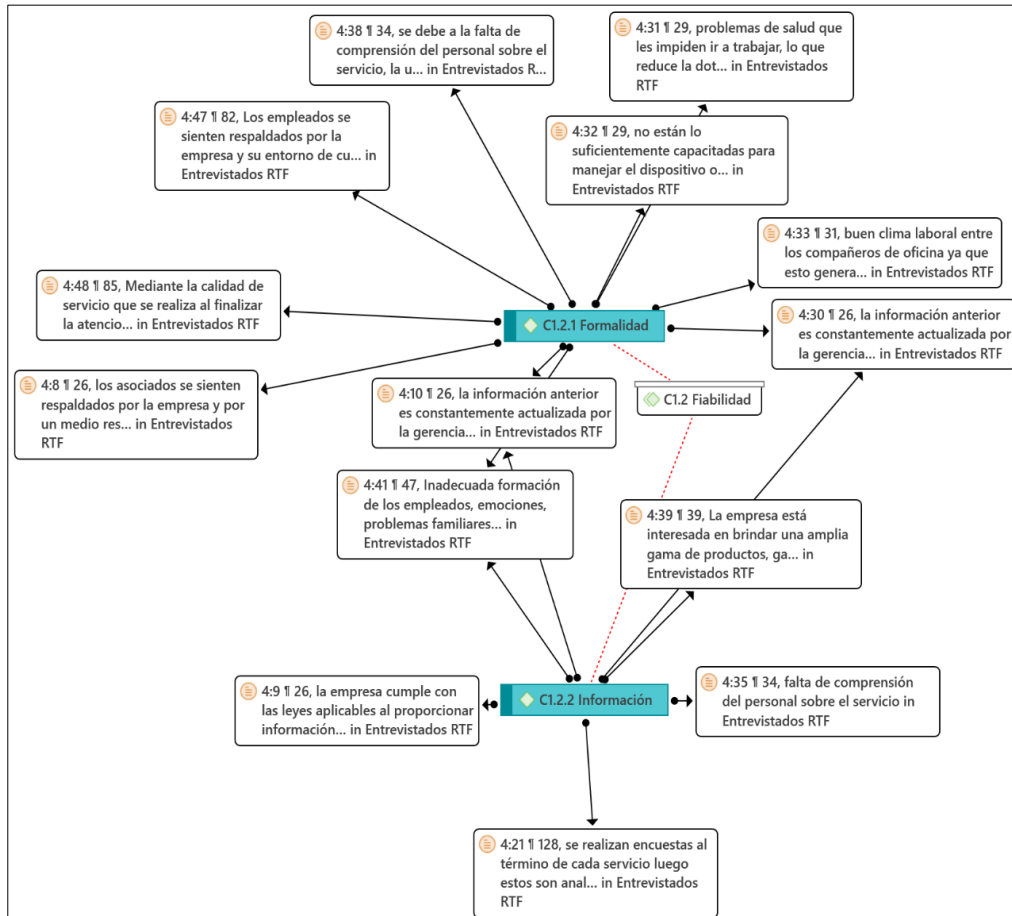 4:38 ¶ 34, se debe a la falta de
comprensión del personal sobre el
servicio, la u... in Entrevistados R...
4:31 ¶ 29, problemas de salud que
les impiden ir a trabajar, lo que
reduce la dot... in Entrevistados
RTF
4:47 ¶ 82, Los empleados se
sienten respaldados por la
empresa y su entorno de cu... in
Entrevistados RTF
4:32 ¶ 29, no están lo
suficientemente capacitadas para
manejar el dispositivo o... in
Entrevistados RTF
4:33 ¶ 31, buen clima laboral entre
los compañeros de oficina ya que
esto genera... in Entrevistados RTF
4:48 ¶ 85, Mediante la calidad de
servicio que se realiza al finalizar
la atencio... in Entrevistados RTF
4:30 ¶ 26, la información anterior
es constantemente actualizada por
la gerencia... in Entrevistados RTF
C1.2.1 Formalidad
4:8 ¶ 26, los asociados se sienten
respaldados por la empresa y por
un medio res... in Entrevistados
RTF
4:10 ¶ 26, la información anterior
es constantemente actualizada por
la gerencia... in Entrevistados RTF
C1.2 Fiabilidad
4:41 ¶ 47, Inadecuada formación
de los empleados, emociones,
problemas familiares... in
Entrevistados RTF
4:39 ¶ 39, La empresa está
interesada en brindar una amplia
gama de productos, ga... in
Entrevistados RTF
4:9 ¶ 26, la empresa cumple con
las leyes aplicables al proporcionar
información... in Entrevistados RTF
C1.2.2 Información
4:35 ¶ 34, falta de comprensión
del personal sobre el servicio in
Entrevistados RTF
4:21 ¶ 128, se realizan encuestas al
término de cada servicio luego
estos son anal... in Entrevistados
RTF